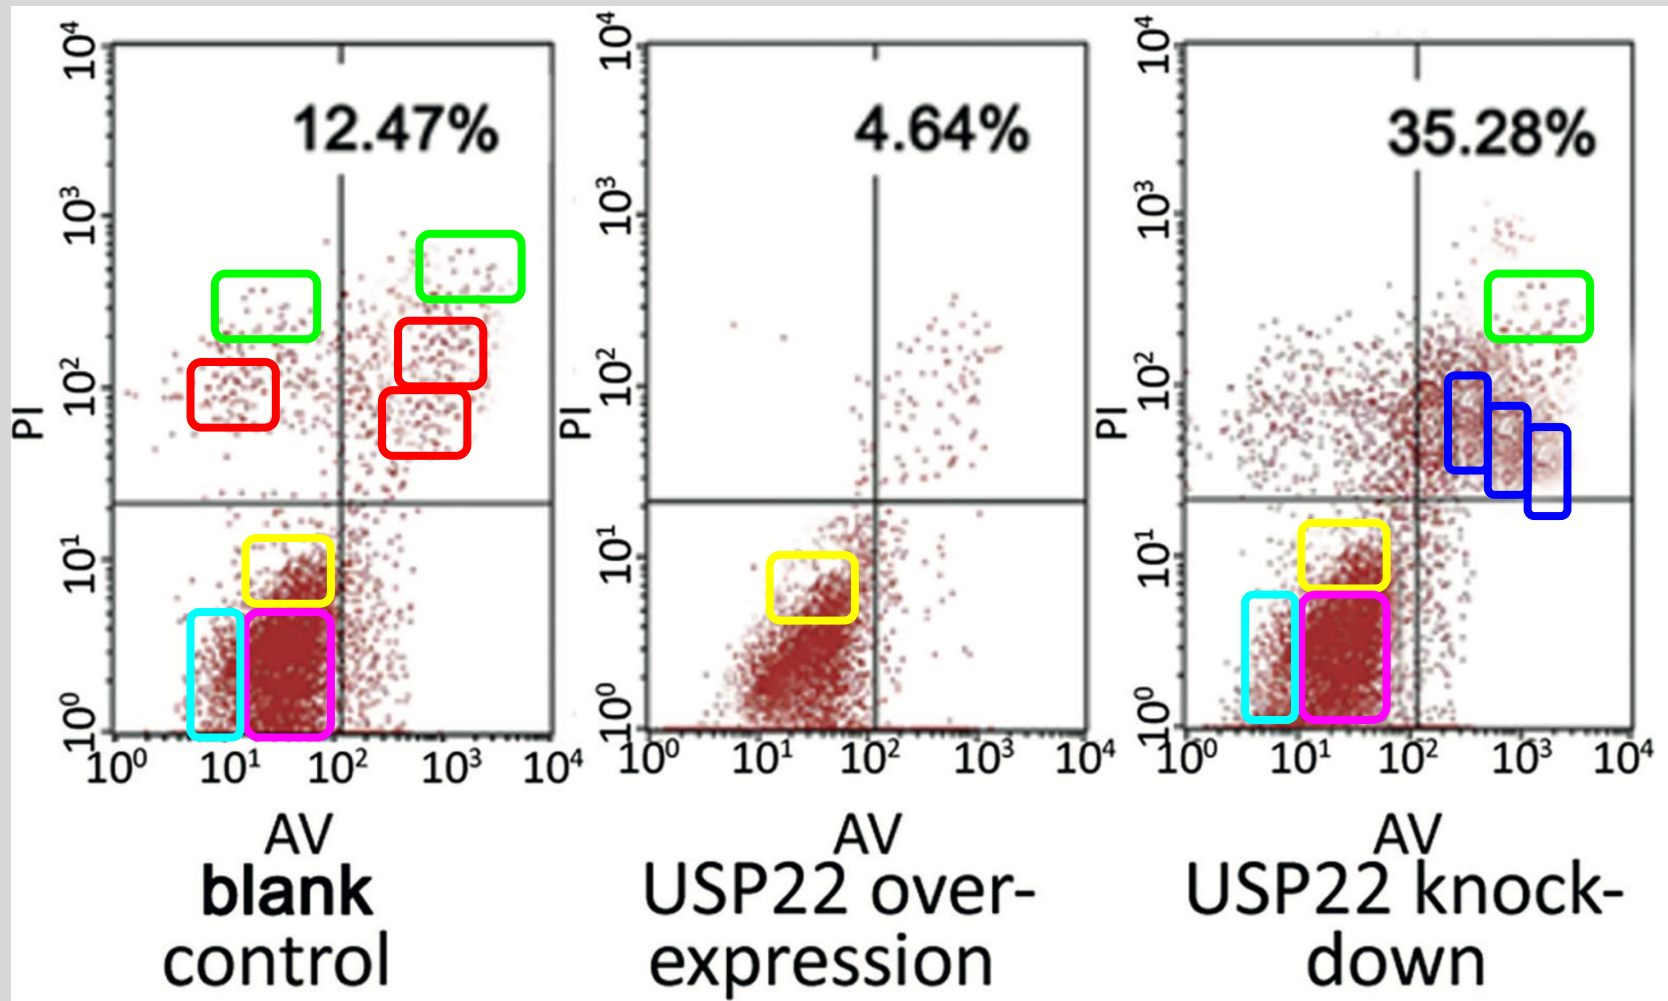 12.47%
10⁴
10³
10²
10¹
10⁰
PI
10⁰ 10¹ 10² 10³ 10⁴
AV
blank
control
4.64%
10⁴
10³
10²
10¹
10⁰
PI
10⁰ 10¹ 10² 10³ 10⁴
AV
USP22 over-
expression
35.28%
10⁴
10³
10²
10¹
10⁰
PI
10⁰ 10¹ 10² 10³ 10⁴
AV
USP22 knock-
down